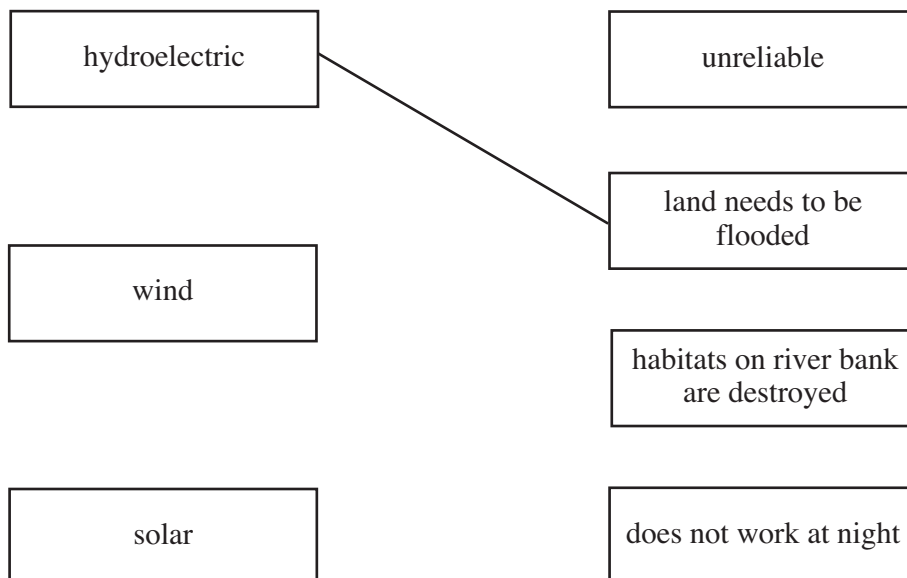 hydroelectric
unreliable
land needs to be
flooded
wind
habitats on river bank
are destroyed
solar
does not work at night